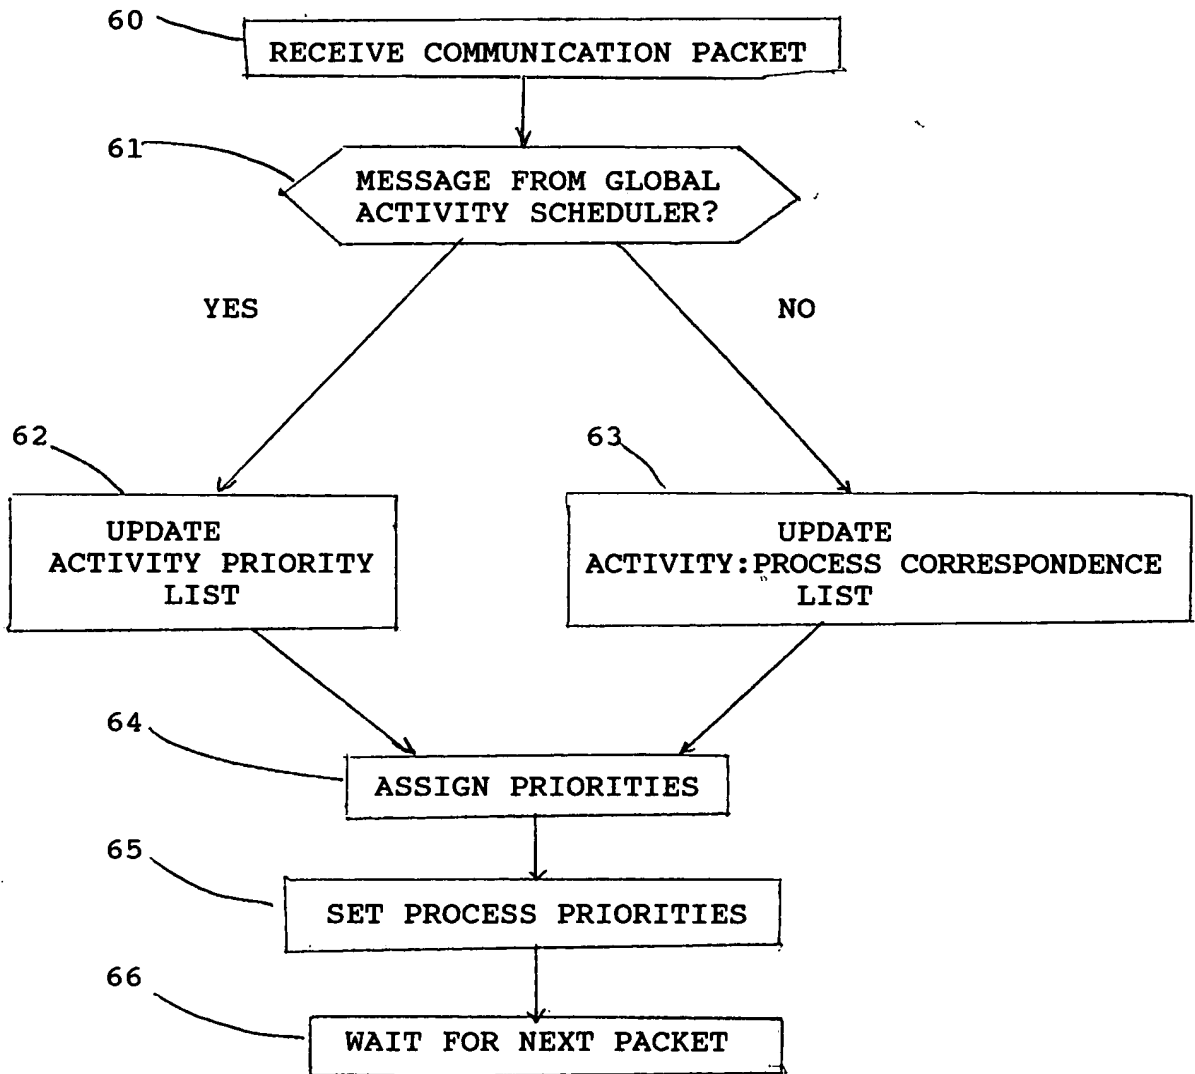 60
RECEIVE COMMUNICATION PACKET
61
MESSAGE FROM GLOBAL
ACTIVITY SCHEDULER?
YES
NO
62
63
UPDATE
ACTIVITY PRIORITY
LIST
UPDATE
ACTIVITY:PROCESS CORRESPONDENCE
LIST
64
ASSIGN PRIORITIES
65
SET PROCESS PRIORITIES
66
WAIT FOR NEXT PACKET